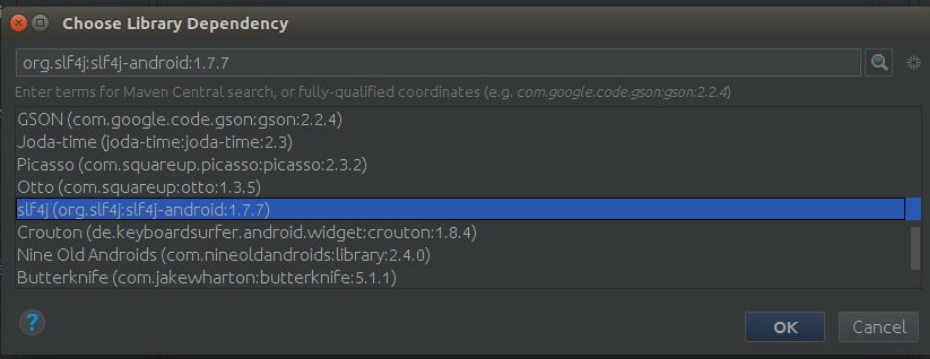 Choose Library Dependency
org.slf4j:slf4j-android:1.7.7
Enter terms for Maven Central search, or fully-qualified coordinates (e.g. com.google.code.gson:gson:2.2.4)
GSON (com.google.code.gson:gson:2.2.4)
Joda-time (joda-time:joda-time:2.3)
Picasso (com.squareup.picasso:picasso:2.3.2)
Otto (com.squareup:otto:1.3.5)
slf4j (org.slf4j:slf4j-android:1.7.7)
Crouton (de.keyboardsurfer.android.widget:crouton:1.8.4)
Nine Old Androids (com.nineoldandroids:library:2.4.0)
Butterknife (com.jakewharton:butterknife:5.1.1)
?
OK Cancel